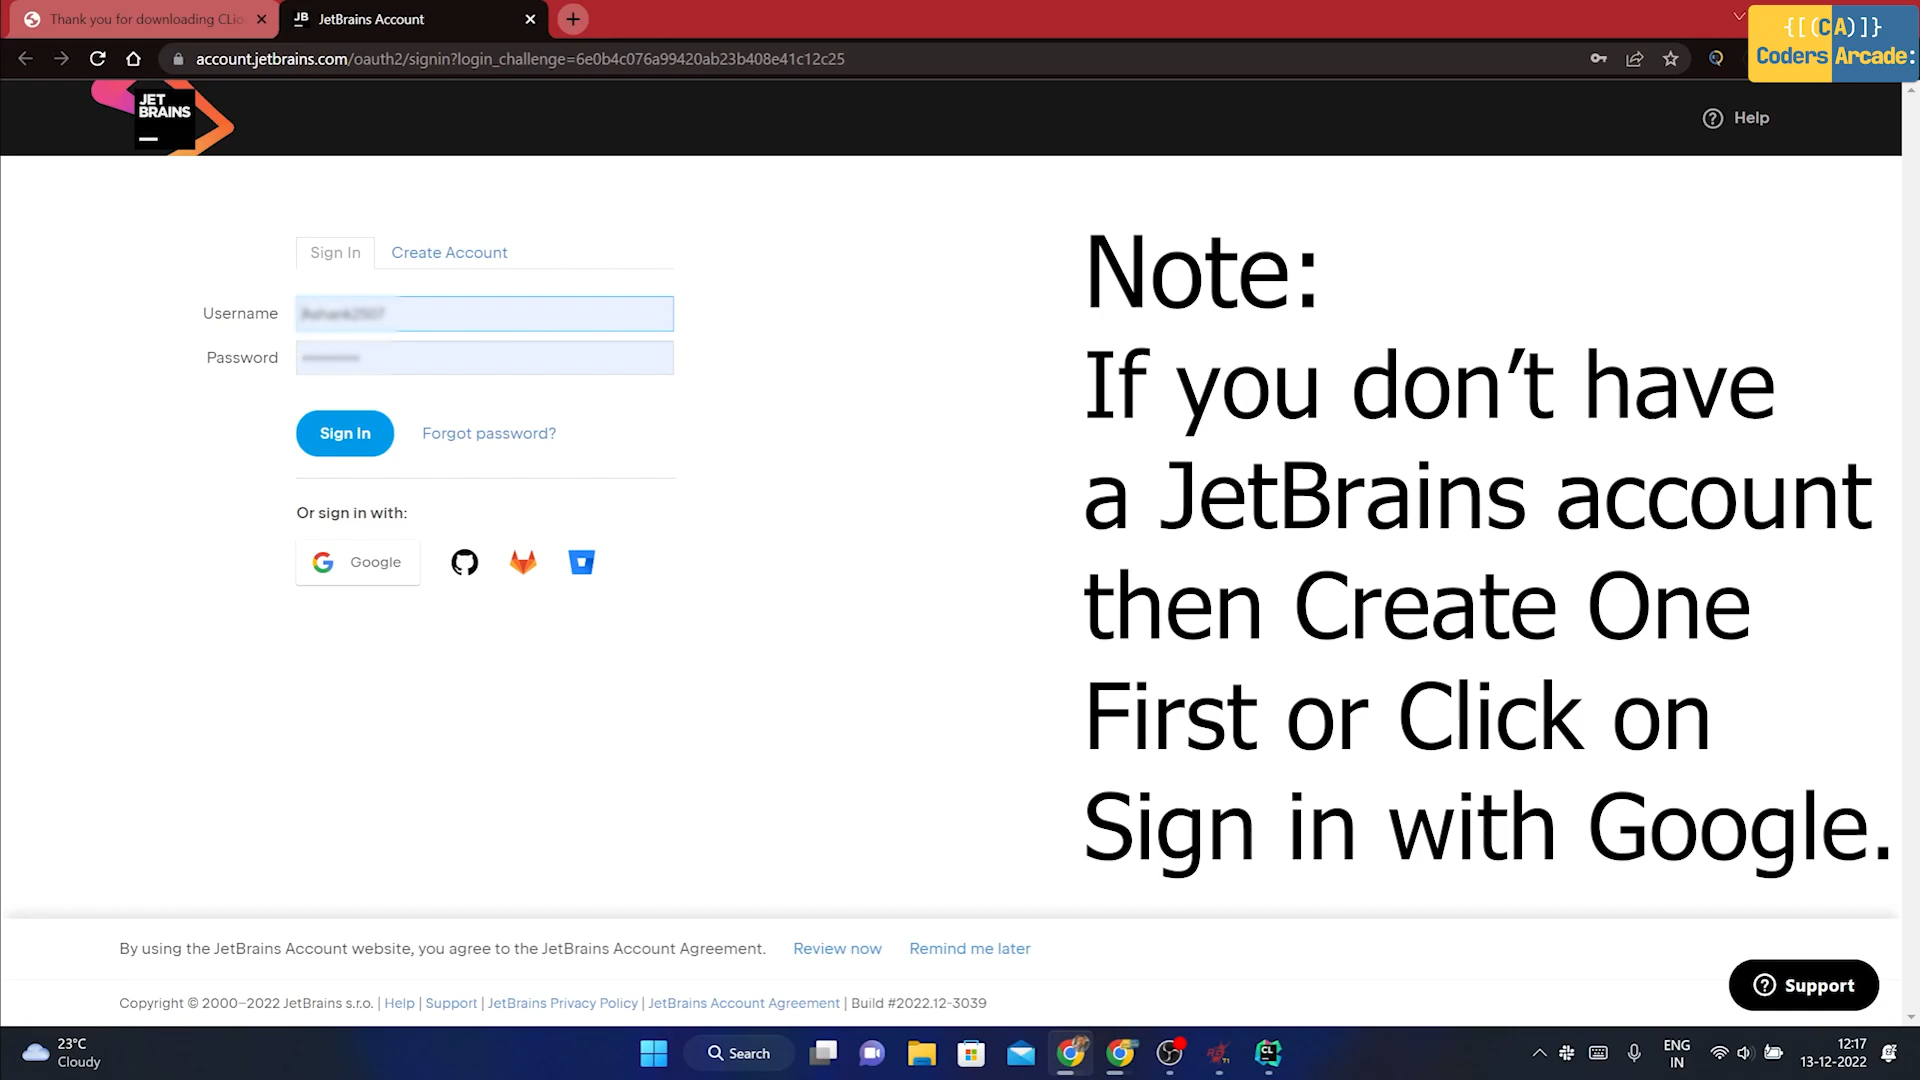 Thank you for downloading CLio
JB JetBrains Account
{[(CA)]}
Coders Arcade:
account.jetbrains.com/oauth2/signin?login_challenge=6e0b4c076a99420ab23b408e41c12c25
JET
BRAINS
Help
Sign In
Create Account
Username
Password
Sign In
Forgot password?
Or sign in with:
Google
Note:
If you don’t have
a JetBrains account
then Create One
First or Click on
Sign in with Google.
By using the JetBrains Account website, you agree to the JetBrains Account Agreement. Review now Remind me later
Copyright © 2000–2022 JetBrains s.r.o. | Help | Support | JetBrains Privacy Policy | JetBrains Account Agreement | Build #2022.12-3039
Support
23°C
Cloudy
Search
CL
ENG
IN
12:17
13-12-2022